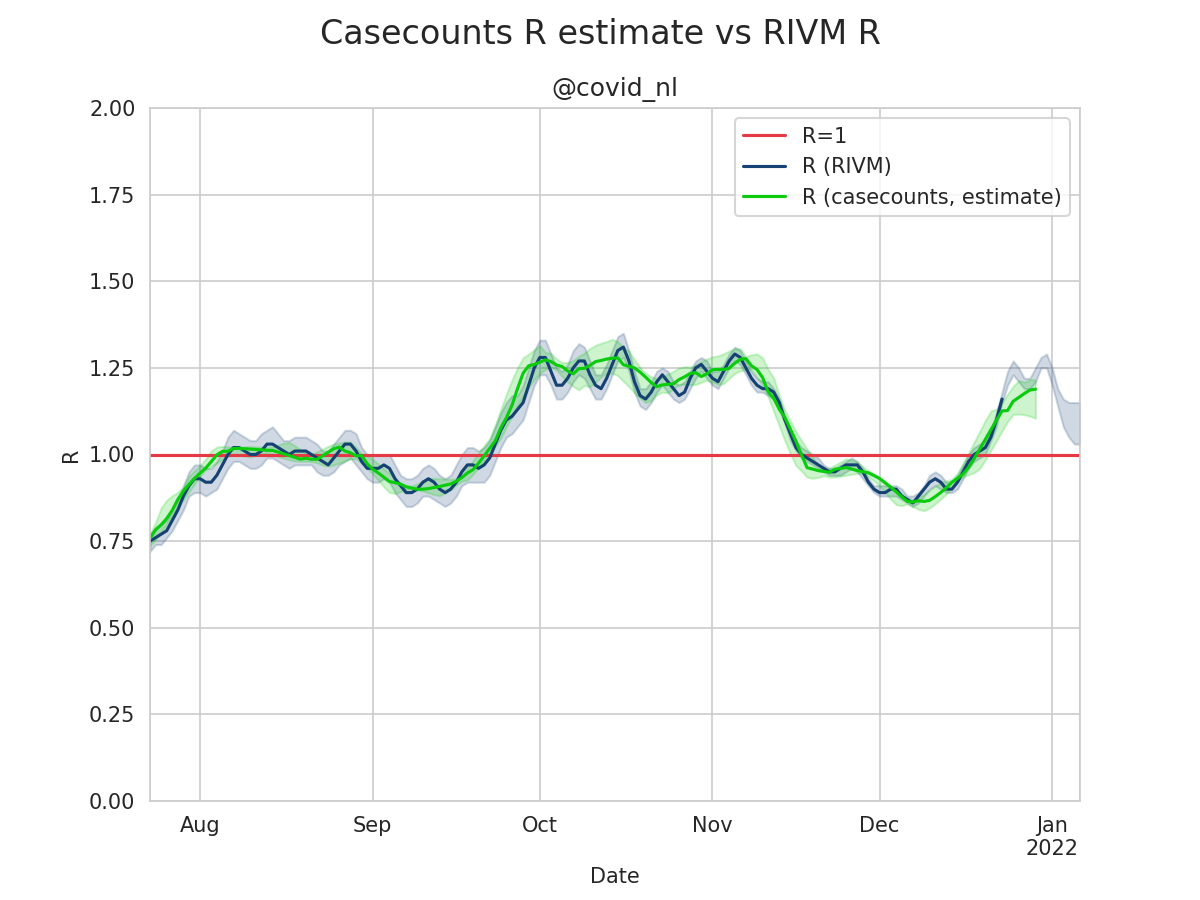 Casecounts R estimate vs RIVM R
@covid_nl
R=1
R (RIVM)
R (casecounts, estimate)
2.00
1.75
1.50
1.25
1.00
0.75
0.50
0.25
0.00
R
Aug Sep Oct Nov Dec Jan
2022
Date